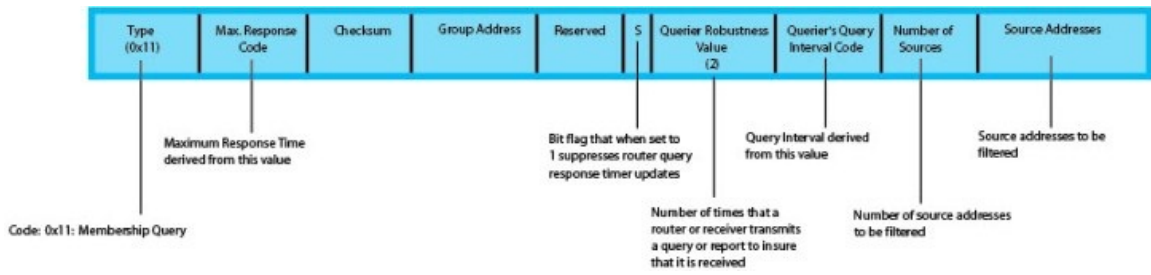 Type
(0x11)
Max. Response
Code
Checksum
Group Address
Reserved
S
Querier Robustness
Value
(2)
Querier's Query
Interval Code
Number of
Sources
Source Addresses
Maximum Response Time
derived from this value
Bit flag that when set to
1 suppresses router query
response timer updates
Query Interval derived
from this value
Source addresses to be
filtered
Code: 0x11: Membership Query
Number of times that a
router or receiver transmits
a query or report to insure
that it is received
Number of source addresses
to be filtered